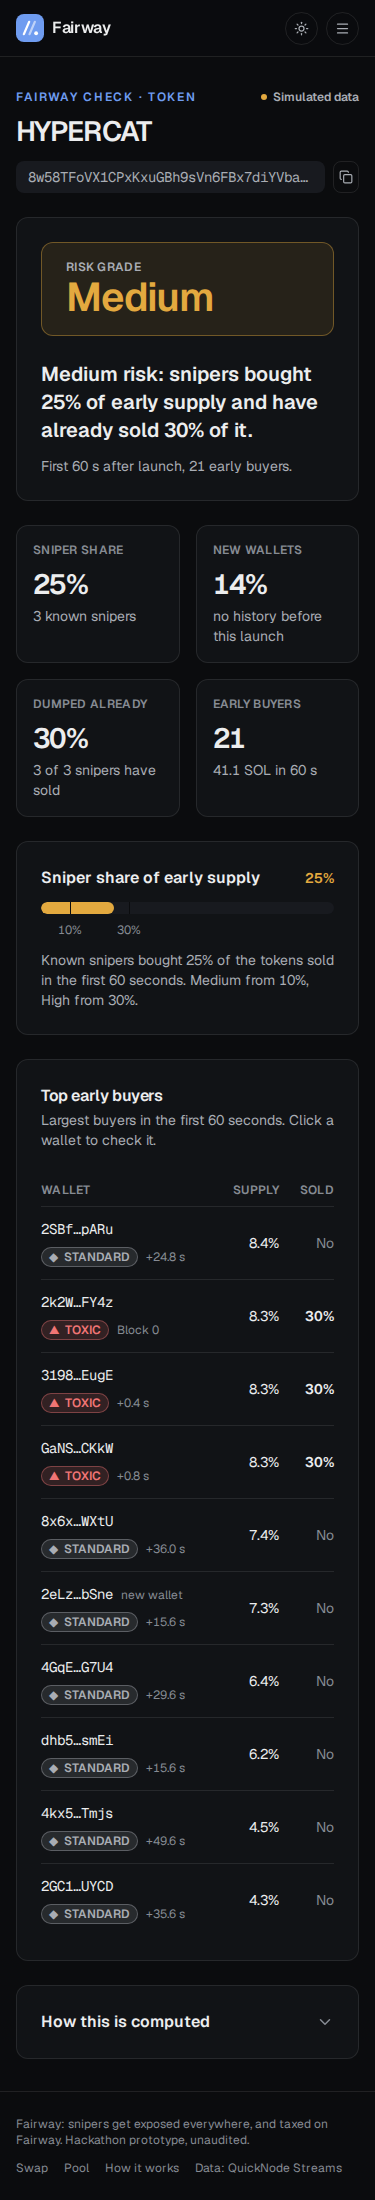 Fairway
FAIRWAY CHECK · TOKEN
Simulated data
HYPERCAT
8w58TFoVX1CPxKxuGBh9sVn6FBx7diYVba…
RISK GRADE
Medium
Medium risk: snipers bought
25% of early supply and have
already sold 30% of it.
First 60 s after launch, 21 early buyers.
SNIPER SHARE
25%
3 known snipers
NEW WALLETS
14%
no history before
this launch
DUMPED ALREADY
30%
3 of 3 snipers have
sold
EARLY BUYERS
21
41.1 SOL in 60 s
Sniper share of early supply 25%
10% 30%
Known snipers bought 25% of the tokens sold
in the first 60 seconds. Medium from 10%,
High from 30%.
Top early buyers
Largest buyers in the first 60 seconds. Click a
wallet to check it.
WALLET SUPPLY SOLD
2SBf…pARu
STANDARD +24.8 s 8.4% No
2k2W…FY4z
TOXIC Block 0 8.3% 30%
3198…EugE
TOXIC +0.4 s 8.3% 30%
GaNS…CKkW
TOXIC +0.8 s 8.3% 30%
8x6x…WXtU
STANDARD +36.0 s 7.4% No
2eLz…bSne new wallet
STANDARD +15.6 s 7.3% No
4GqE…G7U4
STANDARD +29.6 s 6.4% No
dhb5…smEi
STANDARD +15.6 s 6.2% No
4kx5…Tmjs
STANDARD +49.6 s 4.5% No
2GC1…UYCD
STANDARD +35.6 s 4.3% No
How this is computed
Fairway: snipers get exposed everywhere, and taxed on
Fairway. Hackathon prototype, unaudited.
Swap Pool How it works Data: QuickNode Streams